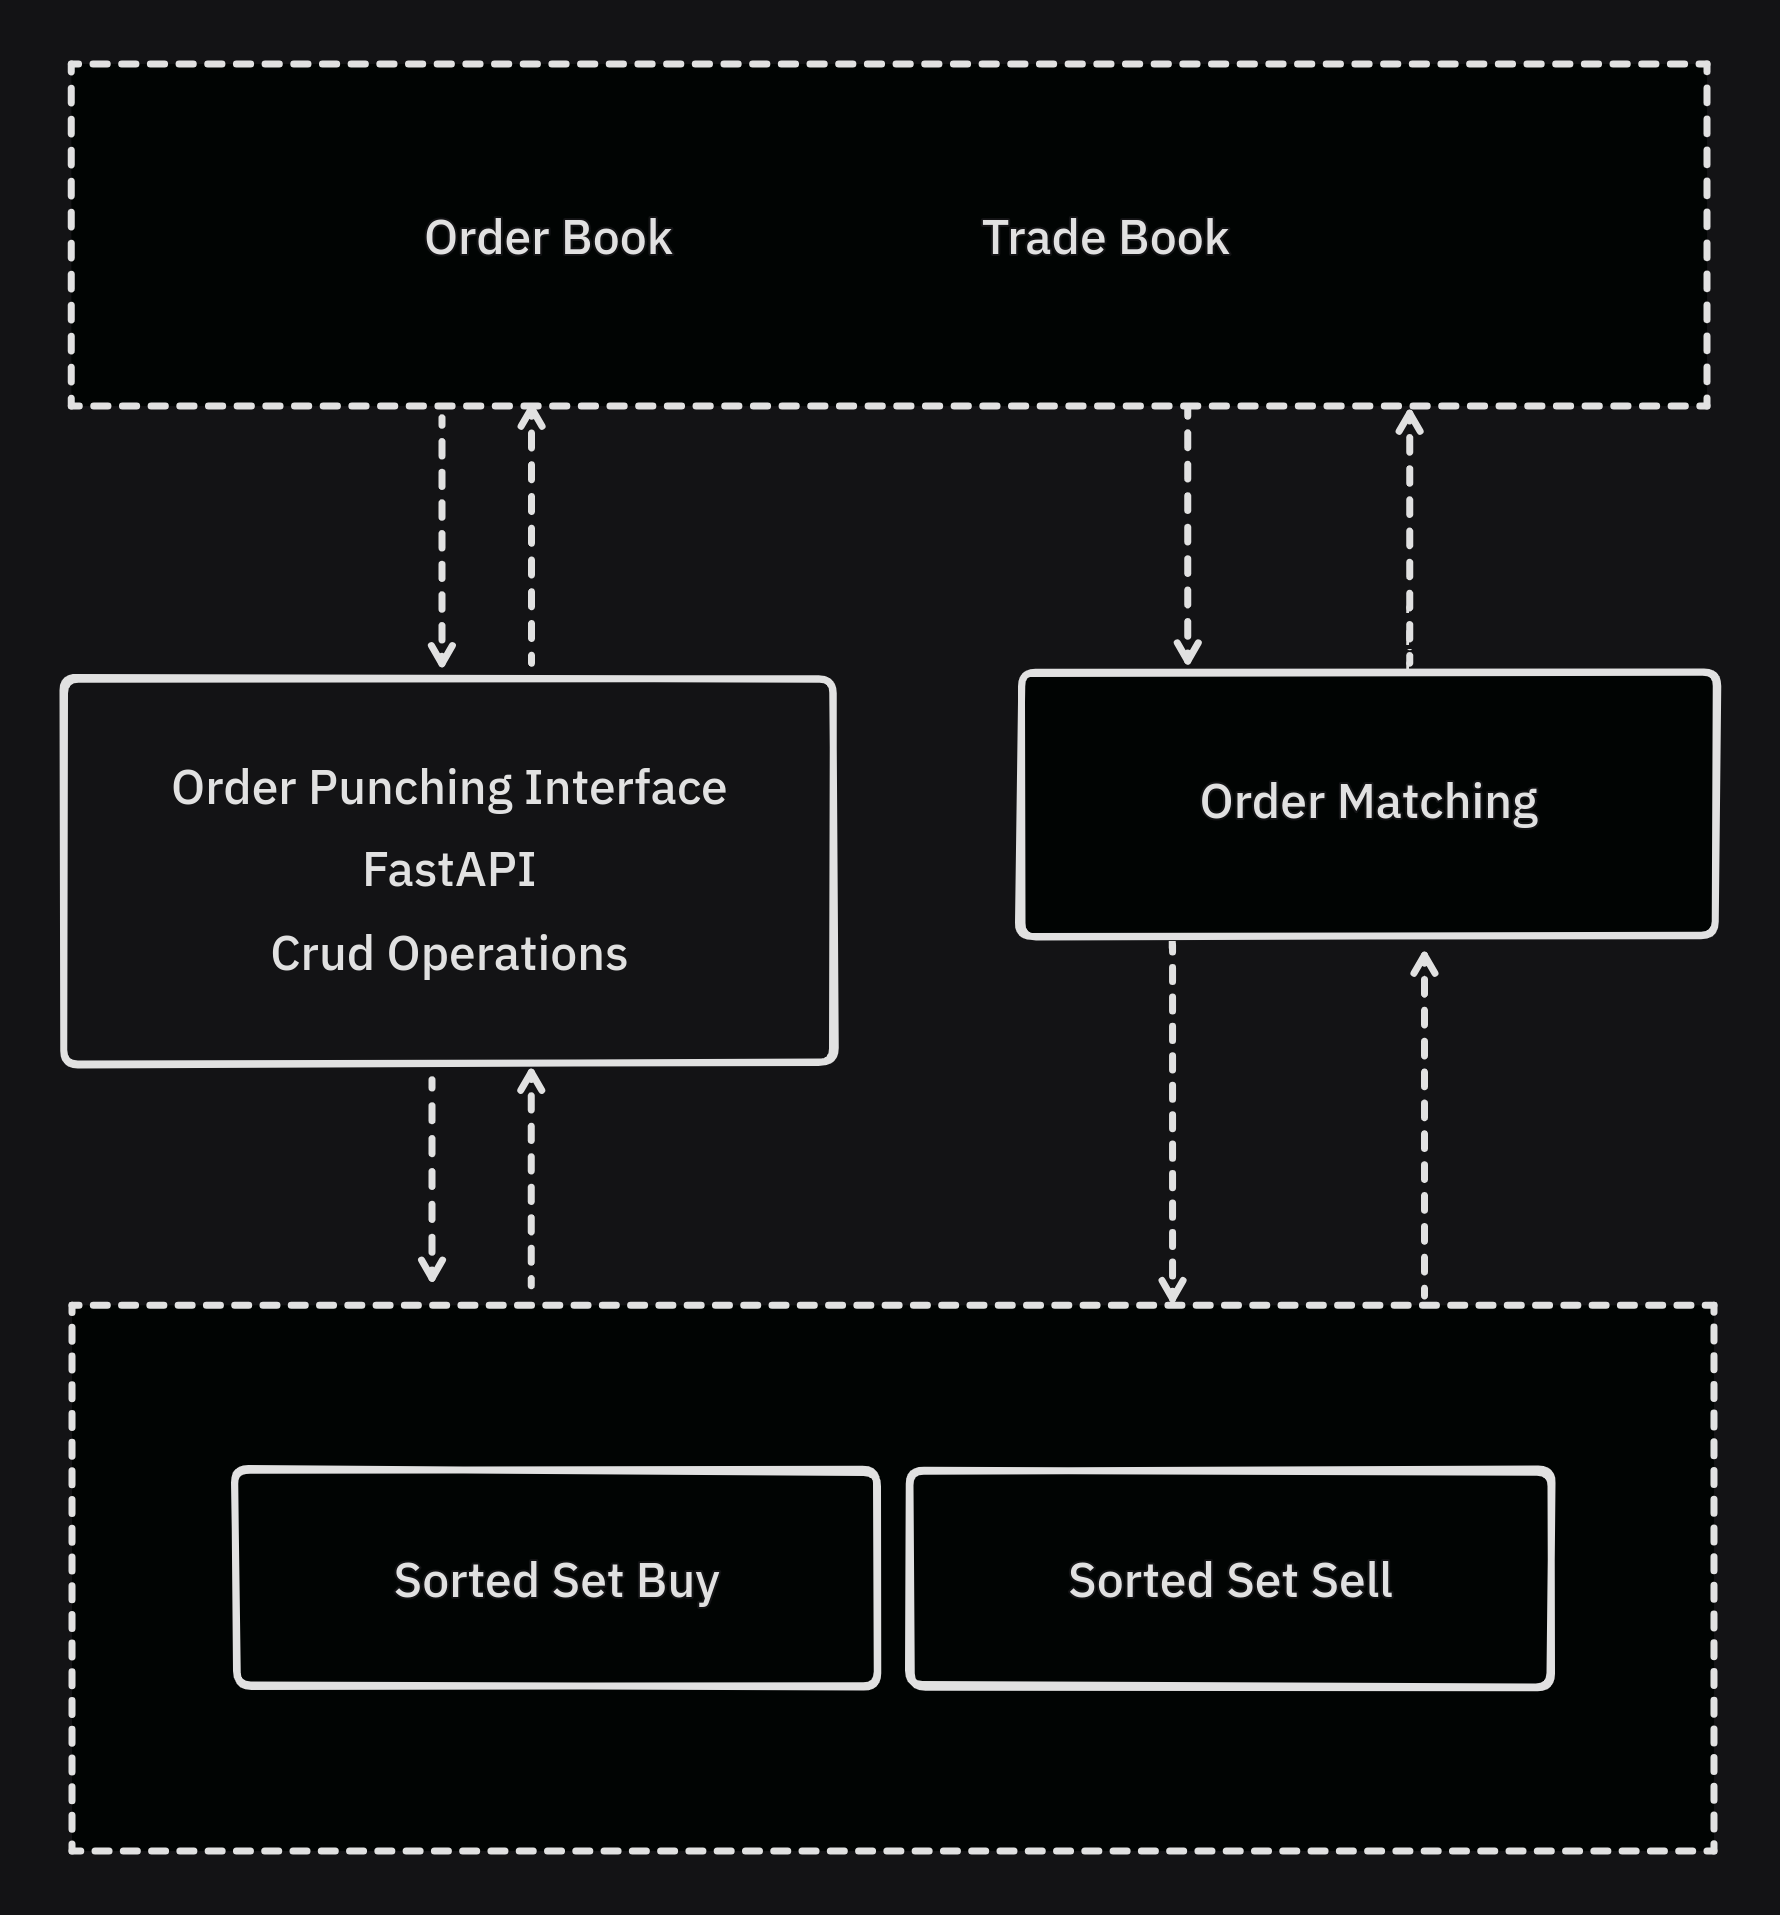 Order Book
Trade Book
Order Punching Interface
FastAPI
Crud Operations
Order Matching
Sorted Set Buy
Sorted Set Sell